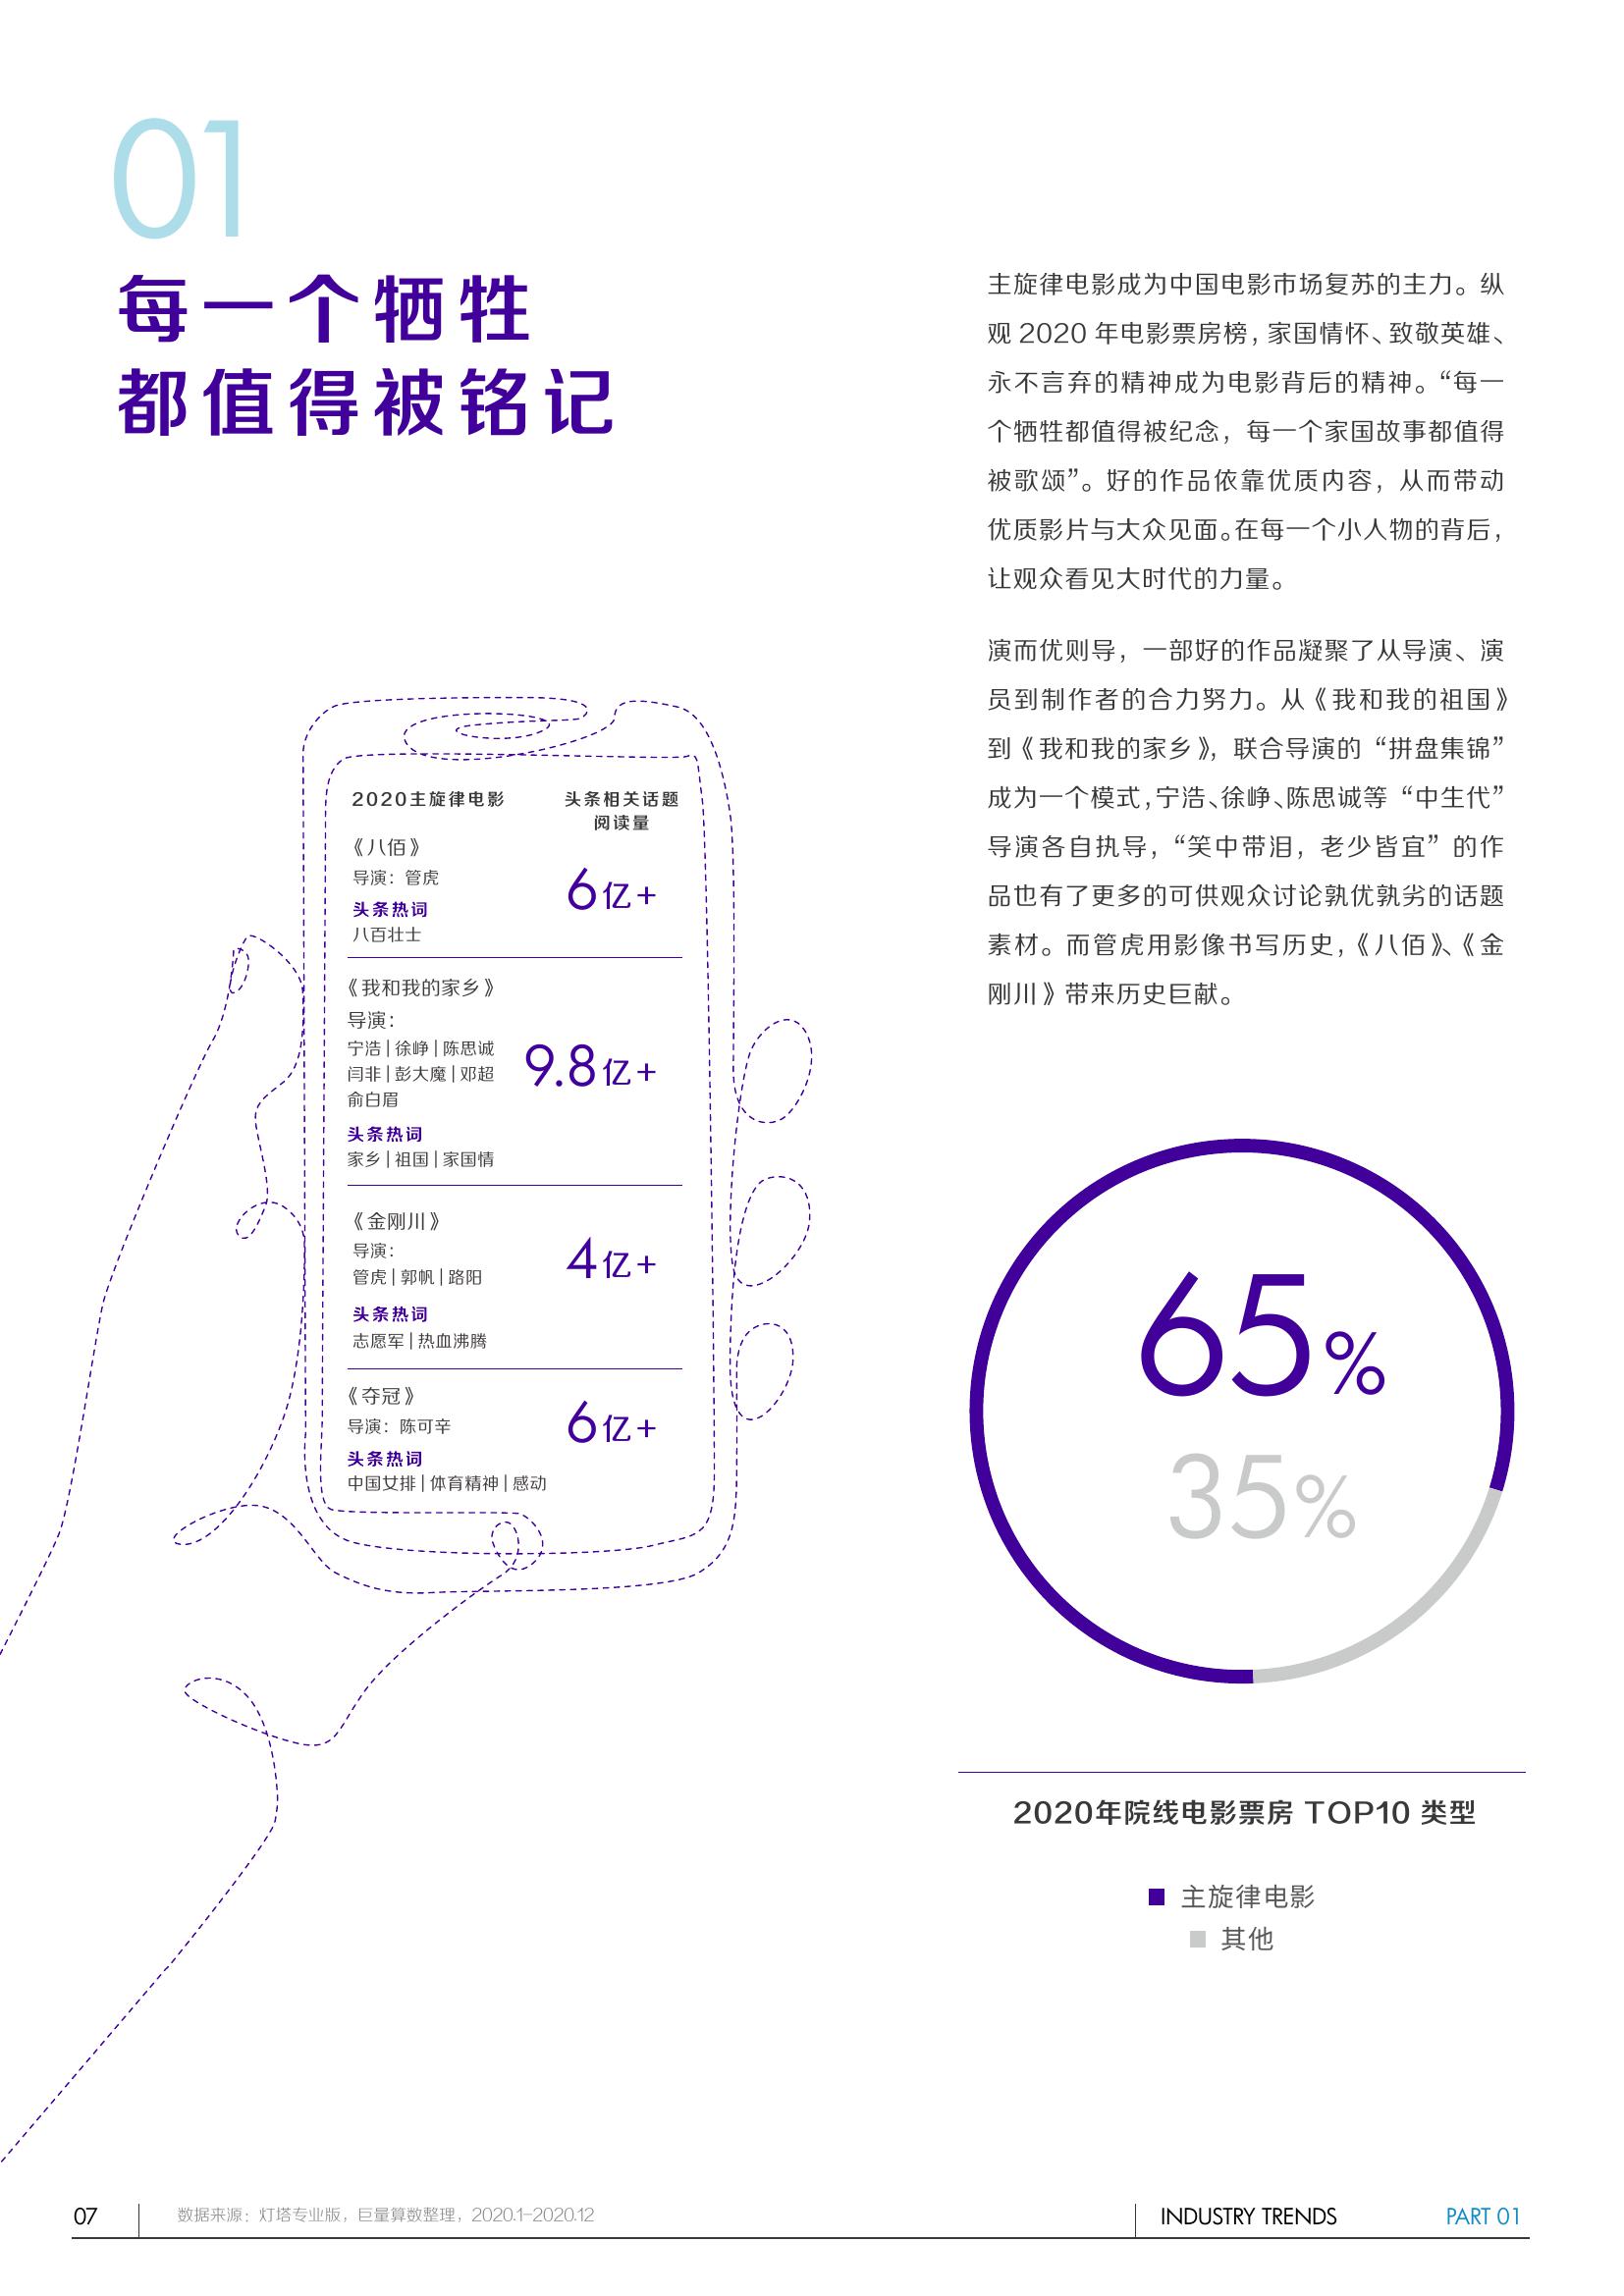 01
每一个牺牲
都值得被铭记
主旋律电影成为中国电影市场复苏的主力。纵
观 2020 年电影票房榜，家国情怀、致敬英雄、
永不言弃的精神成为电影背后的精神。“每一
个牺牲都值得被纪念，每一个家国故事都值得
被歌颂”。好的作品依靠优质内容，从而带动
优质影片与大众见面。在每一个小人物的背后，
让观众看见大时代的力量。
演而优则导，一部好的作品凝聚了从导演、演
员到制作者的合力努力。从《我和我的祖国》
到《我和我的家乡》，联合导演的“拼盘集锦”
成为一个模式，宁浩、徐峥、陈思诚等“中生代”
导演各自执导，“笑中带泪，老少皆宜”的作
品也有了更多的可供观众讨论孰优孰劣的话题
素材。而管虎用影像书写历史，《八佰》、《金
刚川》带来历史巨献。
2020主旋律电影
头条相关话题
阅读量
《八佰》
导演：管虎
头条热词
八百壮士
6亿+
《我和我的家乡》
导演：
宁浩|徐峥|陈思诚
闫非|彭大魔|邓超
俞白眉
头条热词
家乡|祖国|家国情
9.8亿+
《金刚川》
导演：
管虎|郭帆|路阳
头条热词
志愿军|热血沸腾
4亿+
《夺冠》
导演：陈可辛
头条热词
中国女排|体育精神|感动
6亿+
65%
35%
2020年院线电影票房 TOP10 类型
主旋律电影
其他
07
数据来源：灯塔专业版，巨量算数整理，2020.1-2020.12
INDUSTRY TRENDS
PART 01